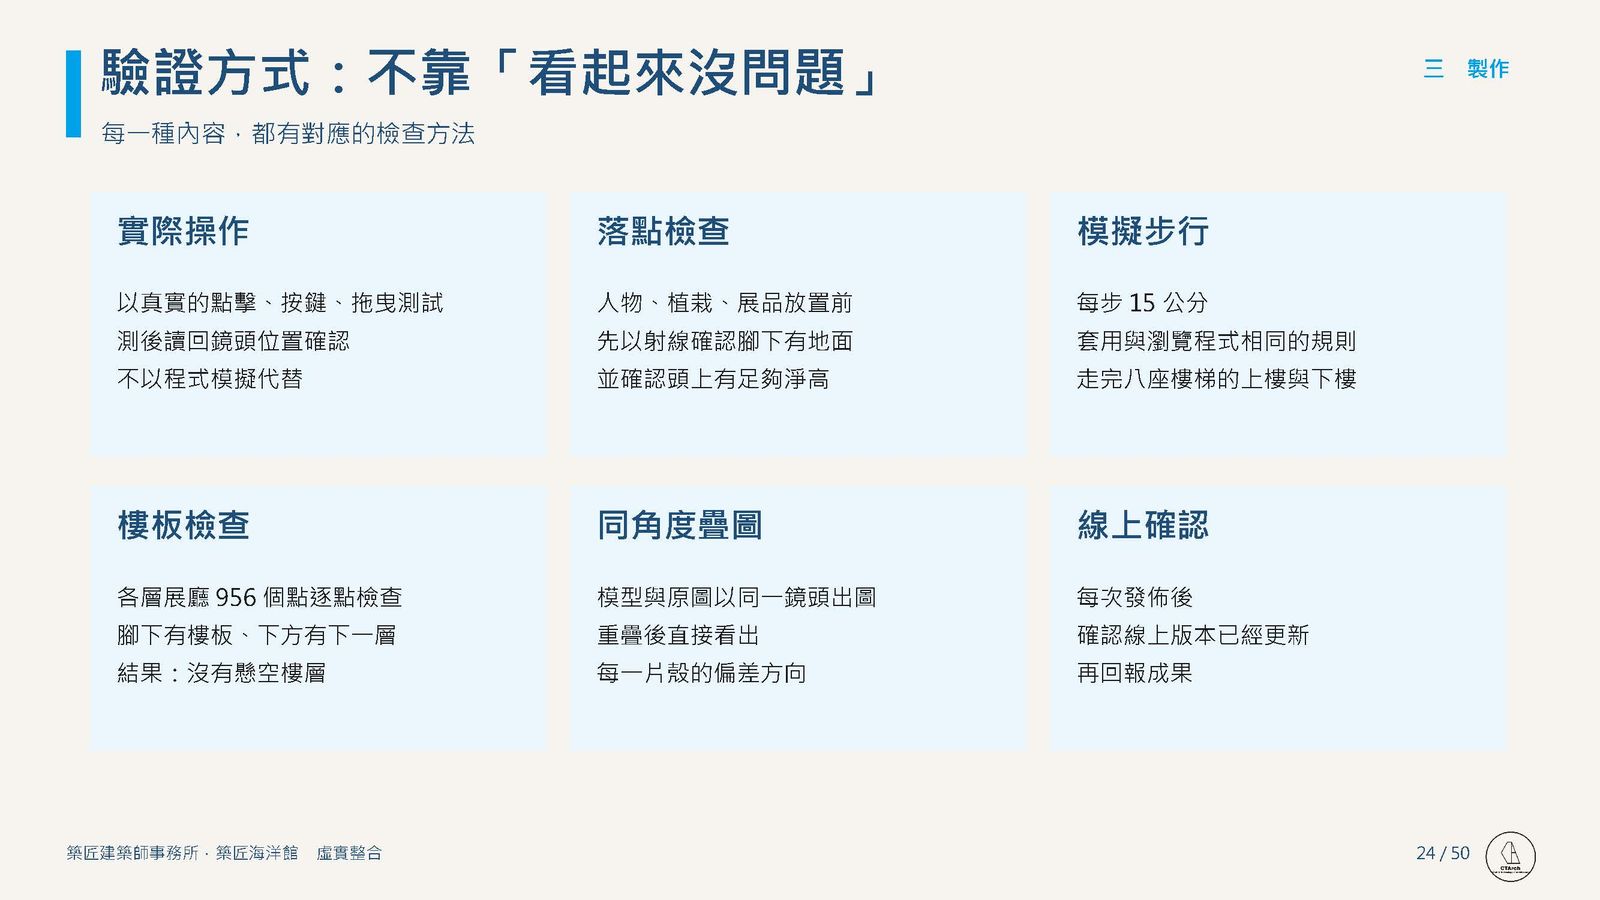 驗證方式：不靠「看起來沒問題」
三　製作
每一種內容，都有對應的檢查方法
實際操作
以真實的點擊、按鍵、拖曳測試
測後讀回鏡頭位置確認
不以程式模擬代替
落點檢查
人物、植栽、展品放置前
先以射線確認腳下有地面
並確認頭上有足夠淨高
模擬步行
每步 15 公分
套用與瀏覽程式相同的規則
走完八座樓梯的上樓與下樓
樓板檢查
各層展廳 956 個點逐點檢查
腳下有樓板、下方有下一層
結果：沒有懸空樓層
同角度疊圖
模型與原圖以同一鏡頭出圖
重疊後直接看出
每一片殼的偏差方向
線上確認
每次發佈後
確認線上版本已經更新
再回報成果
築匠建築師事務所．築匠海洋館　虛實整合
24 / 50
CTArch